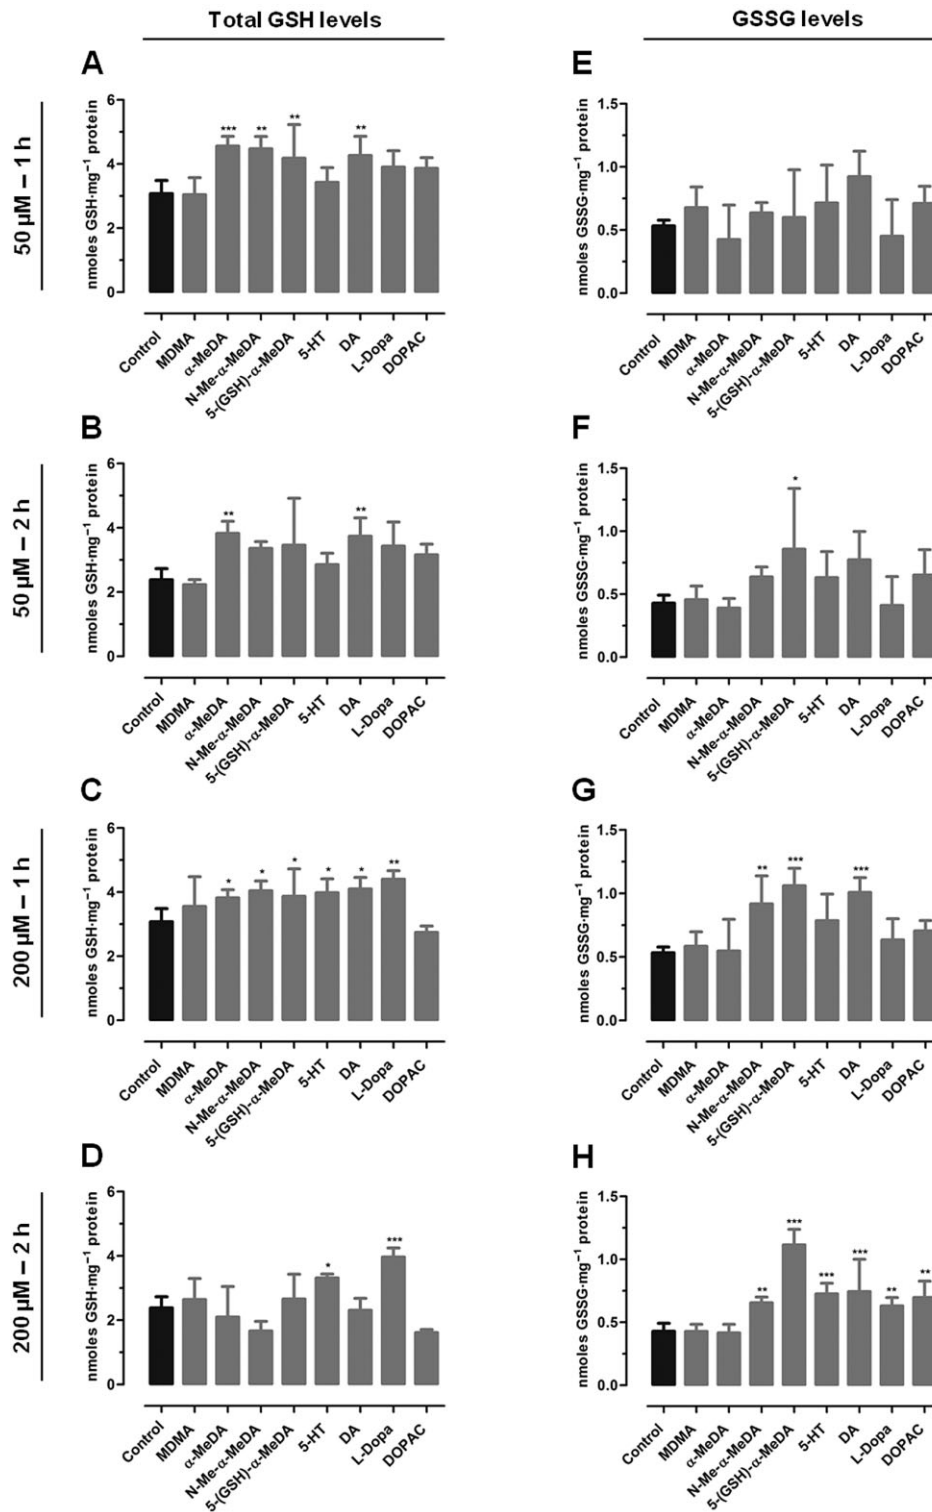 Total GSH levels
GSSG levels
50 µM – 1 h
A
nmoles GSH·mg⁻¹ protein
6
4
2
0
** ** ** ***
Control
MDMA
α-MeDA
N-Me-α-MeDA
5-(GSH)-α-MeDA
5-HT
DA
L-Dopa
DOPAC
E
nmoles GSSG·mg⁻¹ protein
1.5
1.0
0.5
0.0
Control
MDMA
α-MeDA
N-Me-α-MeDA
5-(GSH)-α-MeDA
5-HT
DA
L-Dopa
DOPAC
50 µM – 2 h
B
nmoles GSH·mg⁻¹ protein
6
4
2
0
** **
Control
MDMA
α-MeDA
N-Me-α-MeDA
5-(GSH)-α-MeDA
5-HT
DA
L-Dopa
DOPAC
F
nmoles GSSG·mg⁻¹ protein
1.5
1.0
0.5
0.0
*
Control
MDMA
α-MeDA
N-Me-α-MeDA
5-(GSH)-α-MeDA
5-HT
DA
L-Dopa
DOPAC
200 µM – 1 h
C
nmoles GSH·mg⁻¹ protein
6
4
2
0
* * * * * **
Control
MDMA
α-MeDA
N-Me-α-MeDA
5-(GSH)-α-MeDA
5-HT
DA
L-Dopa
DOPAC
G
nmoles GSSG·mg⁻¹ protein
1.5
1.0
0.5
0.0
** *** ***
Control
MDMA
α-MeDA
N-Me-α-MeDA
5-(GSH)-α-MeDA
5-HT
DA
L-Dopa
DOPAC
200 µM – 2 h
D
nmoles GSH·mg⁻¹ protein
6
4
2
0
* ***
Control
MDMA
α-MeDA
N-Me-α-MeDA
5-(GSH)-α-MeDA
5-HT
DA
L-Dopa
DOPAC
H
nmoles GSSG·mg⁻¹ protein
1.5
1.0
0.5
0.0
** *** *** *** ** **
Control
MDMA
α-MeDA
N-Me-α-MeDA
5-(GSH)-α-MeDA
5-HT
DA
L-Dopa
DOPAC